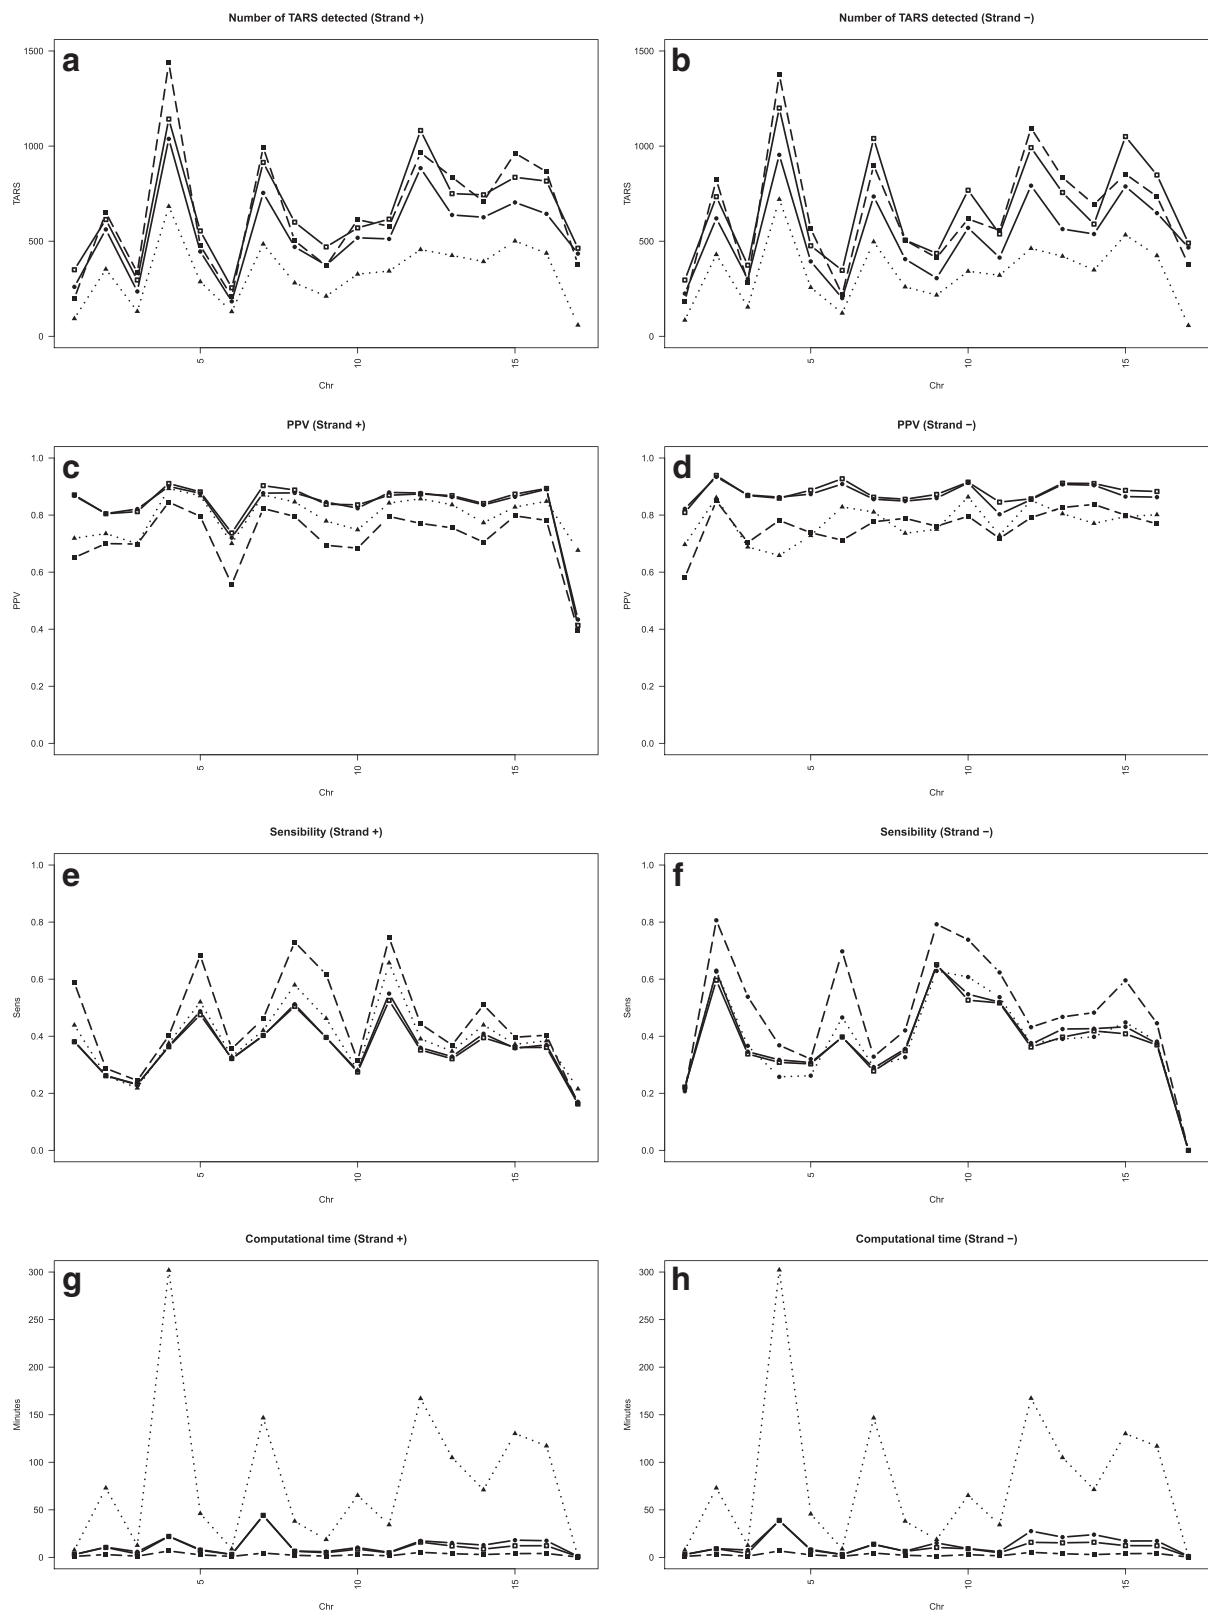 Number of TARS detected (Strand +)
a
TARS
1500
1000
500
0
5
10
15
Chr
Number of TARS detected (Strand −)
b
TARS
1500
1000
500
0
5
10
15
Chr
PPV (Strand +)
c
PPV
1.0
0.8
0.6
0.4
0.2
0.0
5
10
15
Chr
PPV (Strand −)
d
PPV
1.0
0.8
0.6
0.4
0.2
0.0
5
10
15
Chr
Sensibility (Strand +)
e
Sens
1.0
0.8
0.6
0.4
0.2
0.0
5
10
15
Chr
Sensibility (Strand −)
f
Sens
1.0
0.8
0.6
0.4
0.2
0.0
5
10
15
Chr
Computational time (Strand +)
g
Minutes
300
250
200
150
100
50
0
5
10
15
Chr
Computational time (Strand −)
h
Minutes
300
250
200
150
100
50
0
5
10
15
Chr